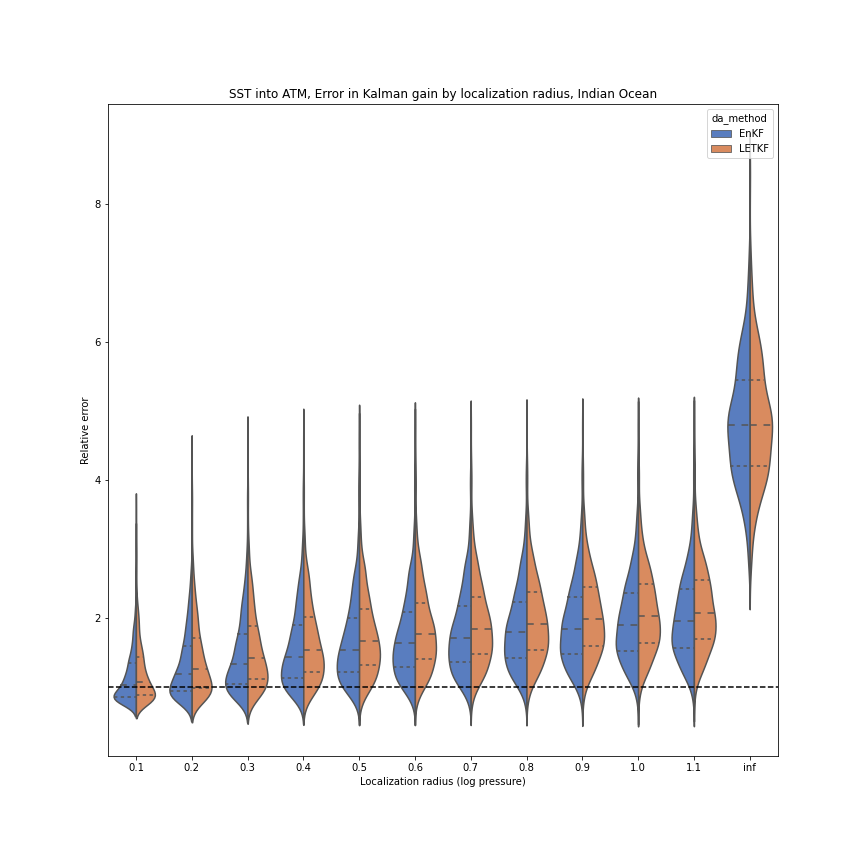 SST into ATM, Error in Kalman gain by localization radius, Indian Ocean
da_method
EnKF
LETKF
8
6
4
2
Relative error
0.1 0.2 0.3 0.4 0.5 0.6 0.7 0.8 0.9 1.0 1.1 inf
Localization radius (log pressure)